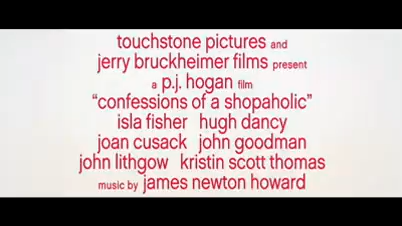 touchstone pictures and
jerry bruckheimer films present
a p.j. hogan film
“confessions of a shopaholic”
isla fisher hugh dancy
joan cusack john goodman
john lithgow kristin scott thomas
music by james newton howard